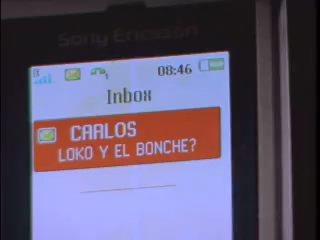 Sony Ericsson
08:46
Inbox
CARLOS
LOKO Y EL BONCHE?